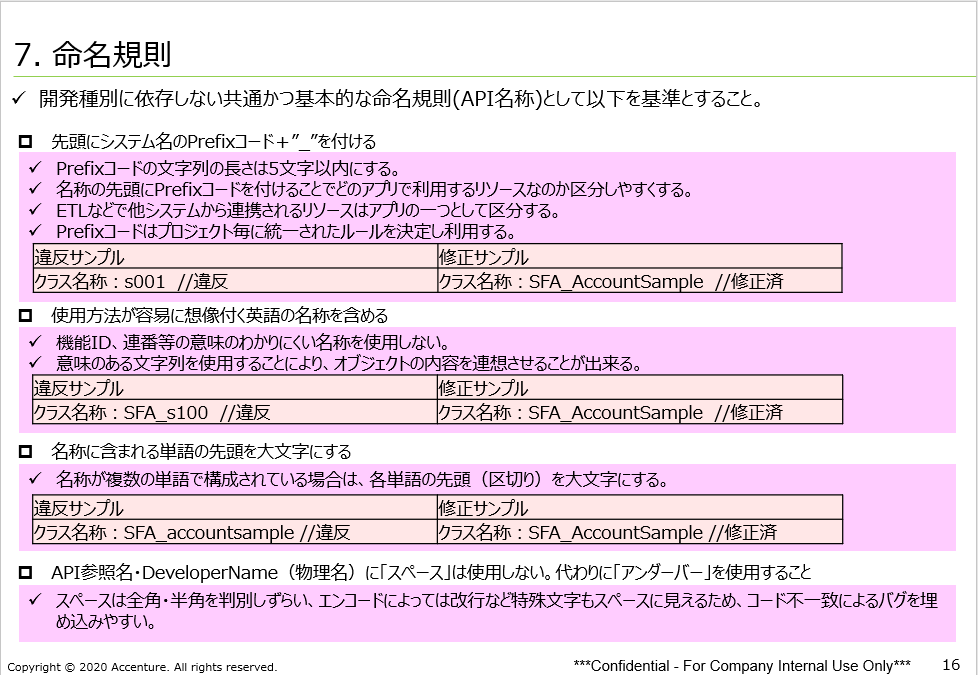 7. 命名規則
✓ 開発種別に依存しない共通かつ基本的な命名規則(API名称)として以下を基準とすること。
先頭にシステム名のPrefixコード＋”_”を付ける
✓ Prefixコードの文字列の長さは5文字以内にする。
✓ 名称の先頭にPrefixコードを付けることでどのアプリで利用するリソースなのか区分しやすくする。
✓ ETLなどで他システムから連携されるリソースはアプリの一つとして区分する。
✓ Prefixコードはプロジェクト毎に統一されたルールを決定し利用する。
違反サンプル 修正サンプル
クラス名称：s001 //違反 クラス名称：SFA_AccountSample //修正済
使用方法が容易に想像付く英語の名称を含める
✓ 機能ID、連番等の意味のわかりにくい名称を使用しない。
✓ 意味のある文字列を使用することにより、オブジェクトの内容を連想させることが出来る。
違反サンプル 修正サンプル
クラス名称：SFA_s100 //違反 クラス名称：SFA_AccountSample //修正済
名称に含まれる単語の先頭を大文字にする
✓ 名称が複数の単語で構成されている場合は、各単語の先頭（区切り）を大文字にする。
違反サンプル 修正サンプル
クラス名称：SFA_accountsample //違反 クラス名称：SFA_AccountSample //修正済
API参照名・DeveloperName（物理名）に「スペース」は使用しない。代わりに「アンダーバー」を使用すること
✓ スペースは全角・半角を判別しずらい、エンコードによっては改行など特殊文字もスペースに見えるため、コード不一致によるバグを埋
め込みやすい。
Copyright © 2020 Accenture. All rights reserved. ***Confidential - For Company Internal Use Only*** 16